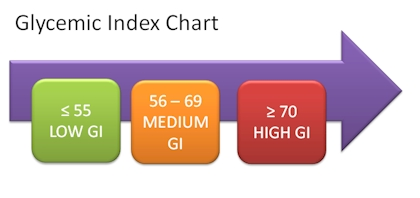 Glycemic Index Chart
≤ 55
LOW GI
56 – 69
MEDIUM
GI
≥ 70
HIGH GI